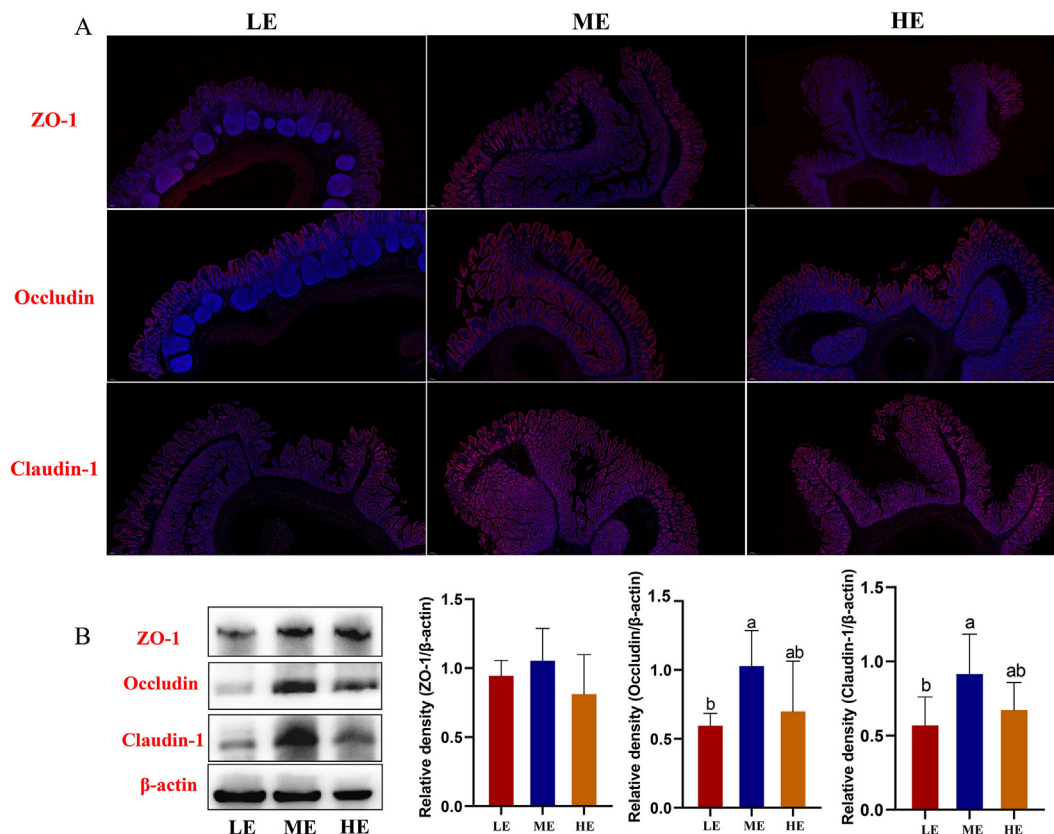 A
LE ME HE
ZO-1
Occludin
Claudin-1
B
ZO-1
Occludin
Claudin-1
β-actin
LE ME HE
Relative density (ZO-1/β-actin)
1.5
1.0
0.5
0.0
LE ME HE
Relative density (Occludin/β-actin)
1.5
1.0
0.5
0.0
b a ab
LE ME HE
Relative density (Claudin-1/β-actin)
1.5
1.0
0.5
0.0
b a ab
LE ME HE